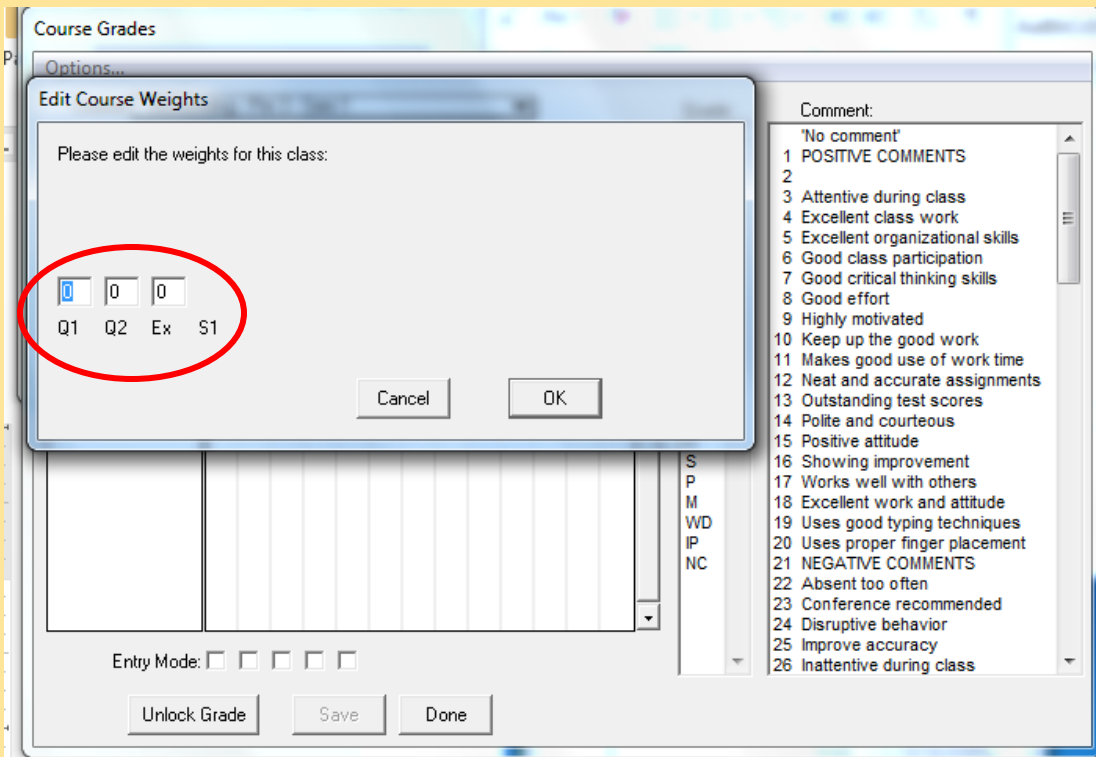 Course Grades
Options...
Edit Course Weights
Please edit the weights for this class:
0 0 0
Q1 Q2 Ex S1
Cancel OK
S
P
M
WD
IP
NC
Comment:
'No comment'
1 POSITIVE COMMENTS
2
3 Attentive during class
4 Excellent class work
5 Excellent organizational skills
6 Good class participation
7 Good critical thinking skills
8 Good effort
9 Highly motivated
10 Keep up the good work
11 Makes good use of work time
12 Neat and accurate assignments
13 Outstanding test scores
14 Polite and courteous
15 Positive attitude
16 Showing improvement
17 Works well with others
18 Excellent work and attitude
19 Uses good typing techniques
20 Uses proper finger placement
21 NEGATIVE COMMENTS
22 Absent too often
23 Conference recommended
24 Disruptive behavior
25 Improve accuracy
26 Inattentive during class
Entry Mode:
Unlock Grade Save Done